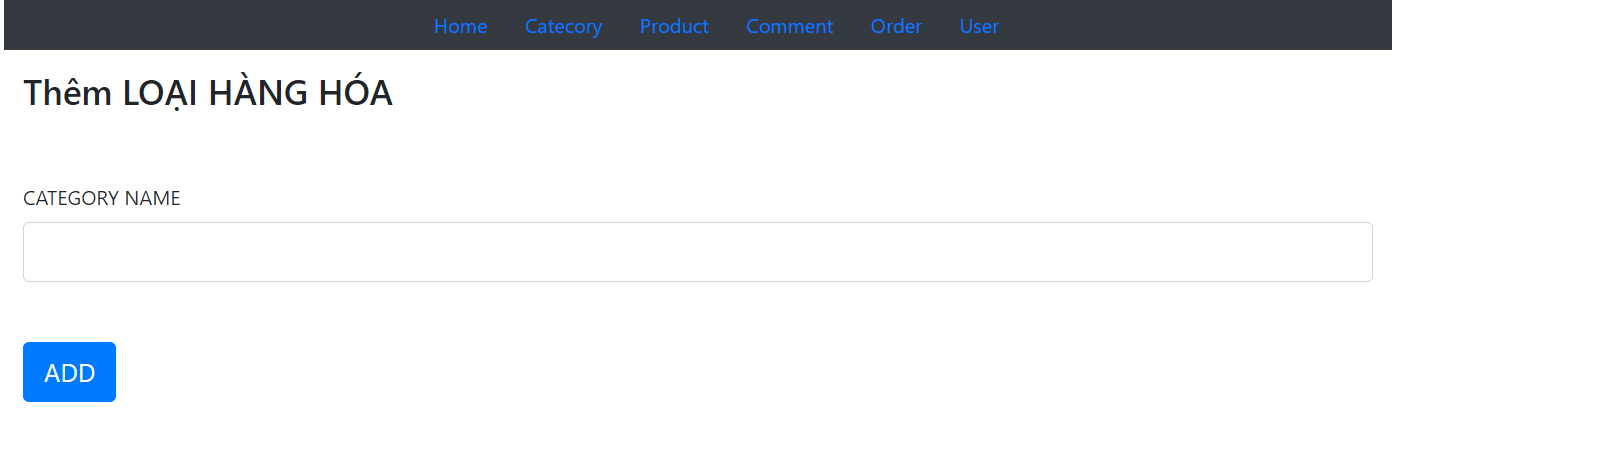 Home Catecory Product Comment Order User
Thêm LOẠI HÀNG HÓA
CATEGORY NAME
ADD